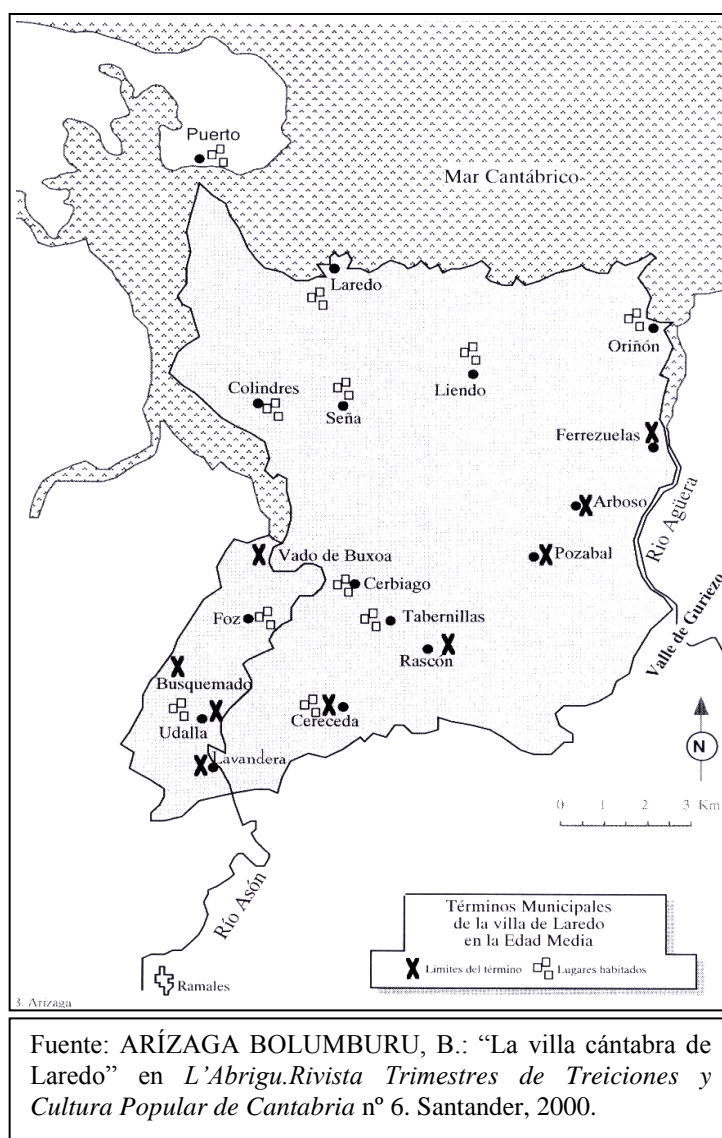 Puerto
Mar Cantábrico
Laredo
Oriñón
Liendo
Colindres
Seña
Ferrezuelas
Arboso
Río Agüera
Vado de Buxoa
Pozabal
Cerbiago
Foz
Tabernillas
Valle de Guriezo
Rascón
Busquemado
Udalla
Cereceda
Lavandera
N
0 1 2 3 Km
Río Asón
Términos Municipales
de la villa de Laredo
en la Edad Media
Límites del término Lugares habitados
Ramales
B. Arízaga
Fuente: ARÍZAGA BOLUMBURU, B.: “La villa cántabra de
Laredo” en L’Abrigu.Rivista Trimestres de Treiciones y
Cultura Popular de Cantabria nº 6. Santander, 2000.